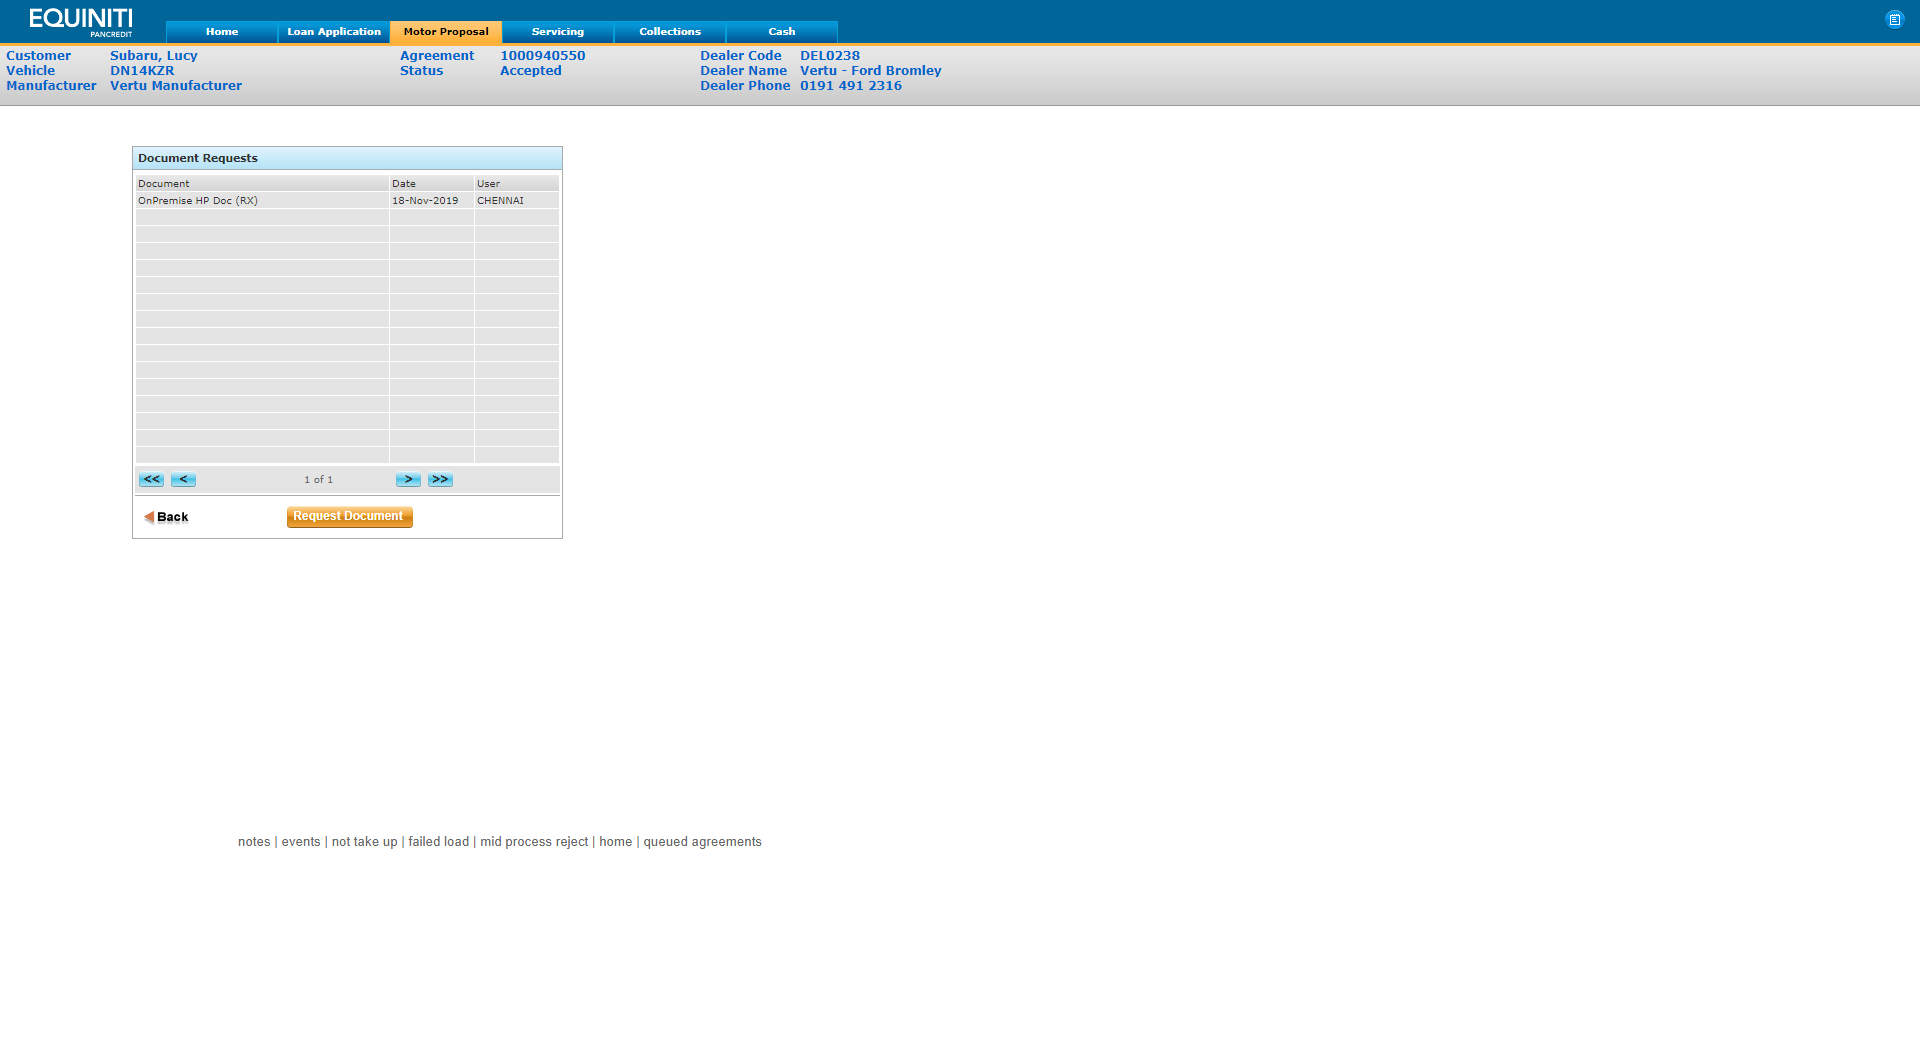 EQUINITI
PANCREDIT
Home Loan Application Motor Proposal Servicing Collections Cash
Customer Subaru, Lucy Agreement 1000940550 Dealer Code DEL0238
Vehicle DN14KZR Status Accepted Dealer Name Vertu - Ford Bromley
Manufacturer Vertu Manufacturer Dealer Phone 0191 491 2316
Document Requests
Document Date User
OnPremise HP Doc (RX) 18-Nov-2019 CHENNAI
<< < 1 of 1 > >>
Back Request Document
notes | events | not take up | failed load | mid process reject | home | queued agreements